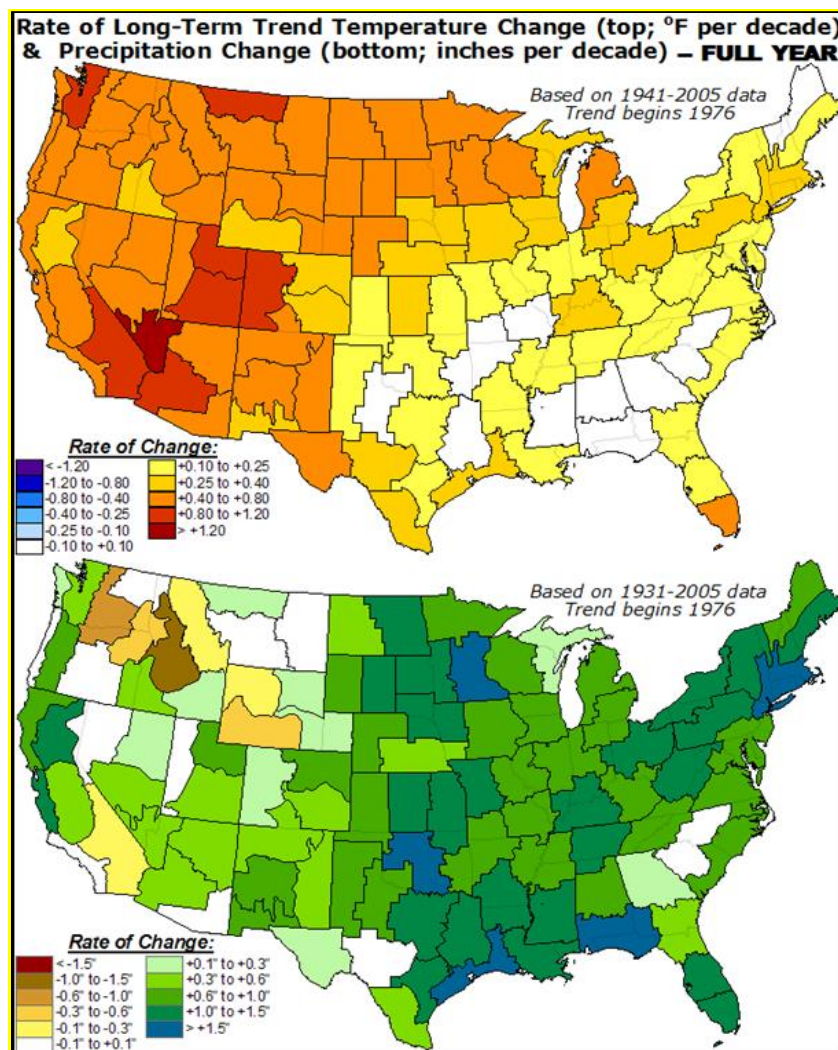 Rate of Long-Term Trend Temperature Change (top; °F per decade)
& Precipitation Change (bottom; inches per decade) – FULL YEAR
Based on 1941-2005 data
Trend begins 1976
Rate of Change:
< -1.20
-1.20 to -0.80
-0.80 to -0.40
-0.40 to -0.25
-0.25 to -0.10
-0.10 to +0.10
+0.10 to +0.25
+0.25 to +0.40
+0.40 to +0.80
+0.80 to +1.20
> +1.20
Based on 1931-2005 data
Trend begins 1976
Rate of Change:
< -1.5"
-1.0" to -1.5"
-0.6" to -1.0"
-0.3" to -0.6"
-0.1" to -0.3"
-0.1" to +0.1"
+0.1" to +0.3"
+0.3" to +0.6"
+0.6" to +1.0"
+1.0" to +1.5"
> +1.5"